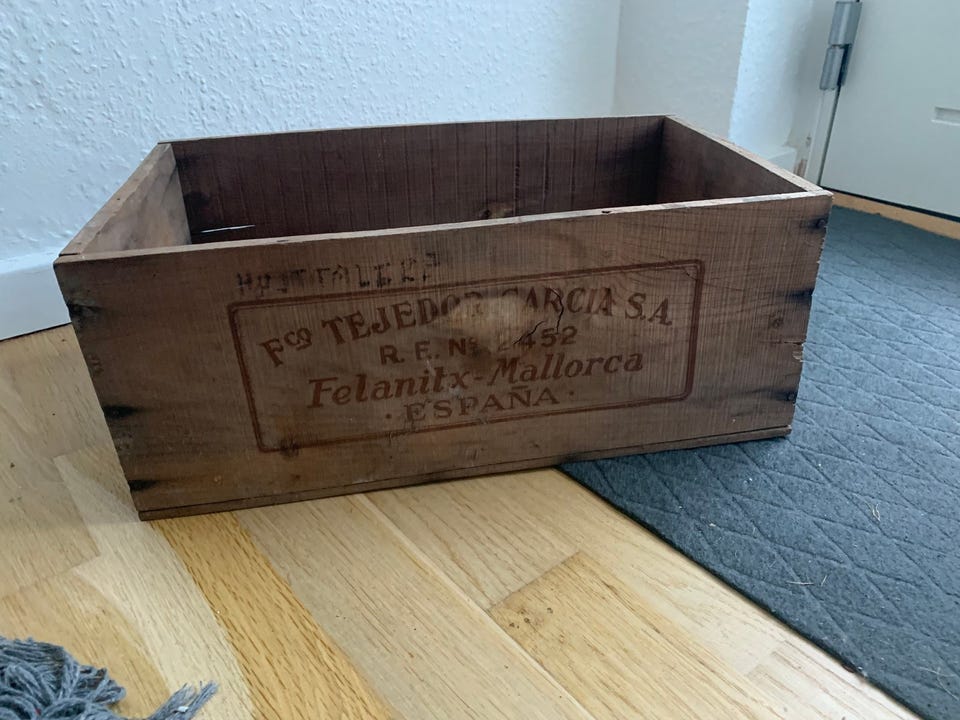 Fco TEJEDOR GARCIA S.A.
R. E. Nº 2452
Felanitx-Mallorca
· ESPAÑA ·